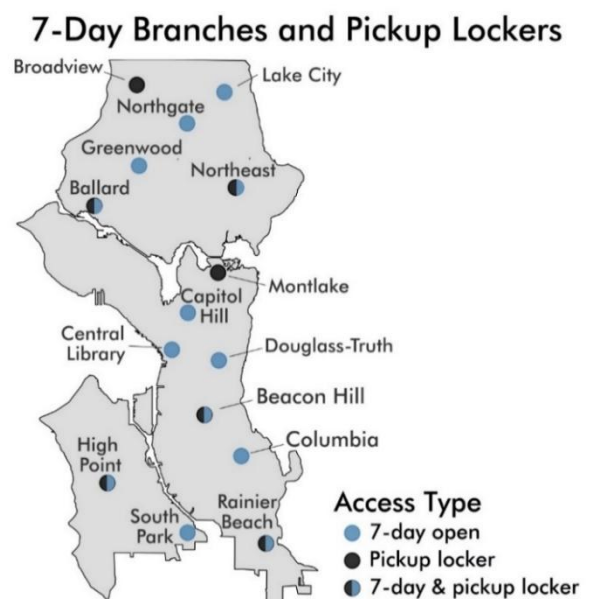 7-Day Branches and Pickup Lockers
Broadview
Lake City
Northgate
Greenwood
Northeast
Ballard
Montlake
Capitol
Hill
Central
Library
Douglass-Truth
Beacon Hill
Columbia
High
Point
Rainier
Beach
South
Park
Access Type
7-day open
Pickup locker
7-day & pickup locker